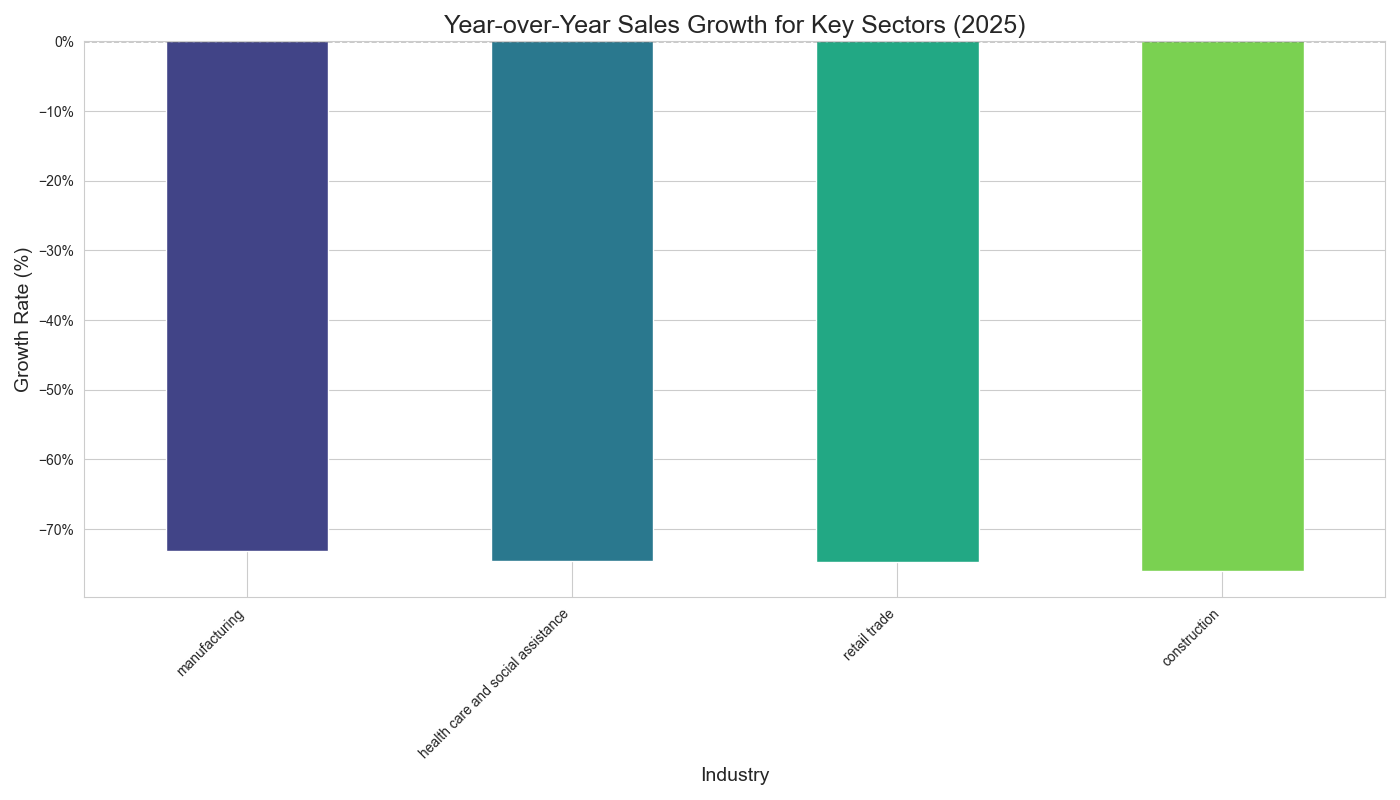 Year-over-Year Sales Growth for Key Sectors (2025)
0%
−10%
−20%
−30%
−40%
−50%
−60%
−70%
Growth Rate (%)
manufacturing
health care and social assistance
retail trade
construction
Industry